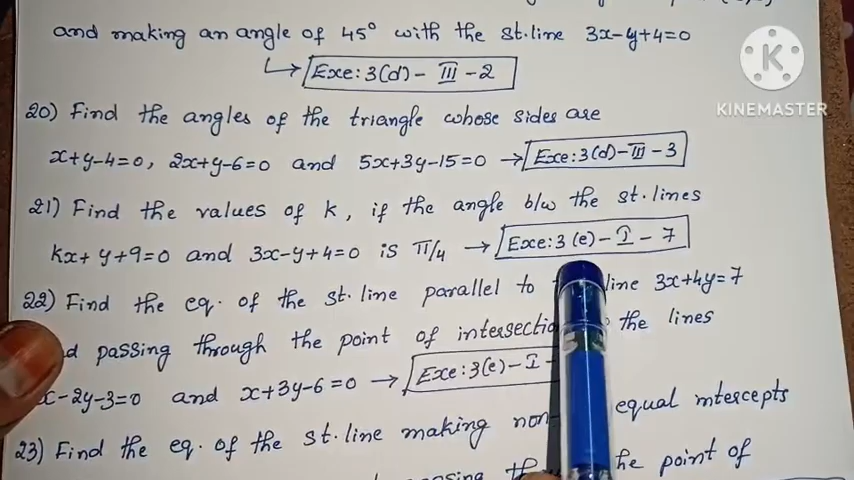 and making an angle of 45° with the st.line 3x-y+4=0
KINEMASTER
Exe: 3(d) - III - 2
20) Find the angles of the triangle whose sides are
x+y-4=0, 2x+y-6=0 and 5x+3y-15=0 → Exe: 3(d)-III-3
21) Find the values of k, if the angle b/w the st.lines
kx+y+9=0 and 3x-y+4=0 is π/4 → Exe: 3(e)-I-7
22) Find the eq. of the st.line parallel to line 3x+4y=7
passing through the point of the lines
x-2y-3=0 and x+3y-6=0 → Exe: 3(e)-I-
23) Find the eq. of the st.line making equal intercepts
the point of